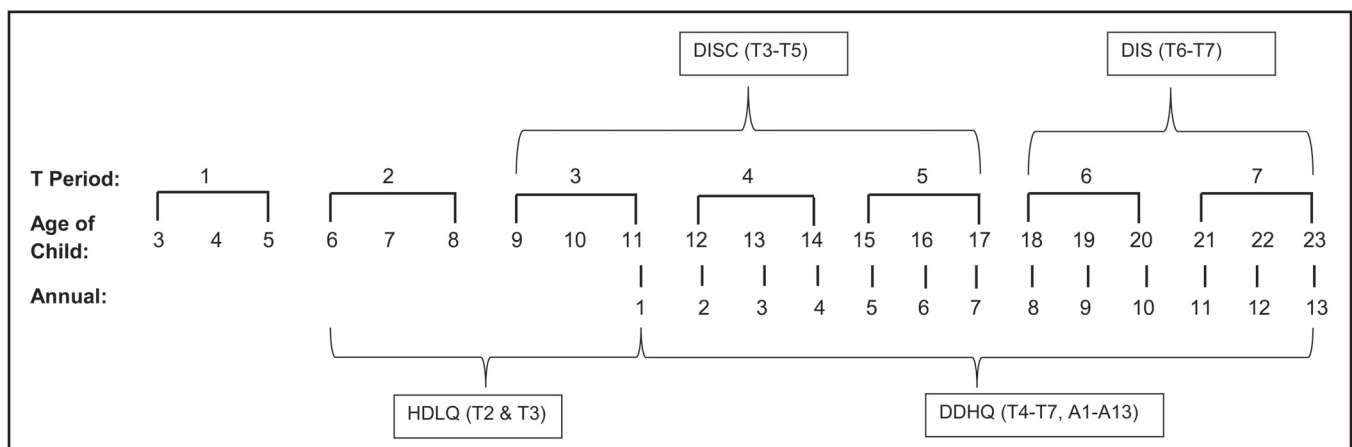 DISC (T3-T5) DIS (T6-T7)
T Period: 1 2 3 4 5 6 7
Age of
Child: 3 4 5 6 7 8 9 10 11 12 13 14 15 16 17 18 19 20 21 22 23
Annual: 1 2 3 4 5 6 7 8 9 10 11 12 13
HDLQ (T2 & T3) DDHQ (T4-T7, A1-A13)